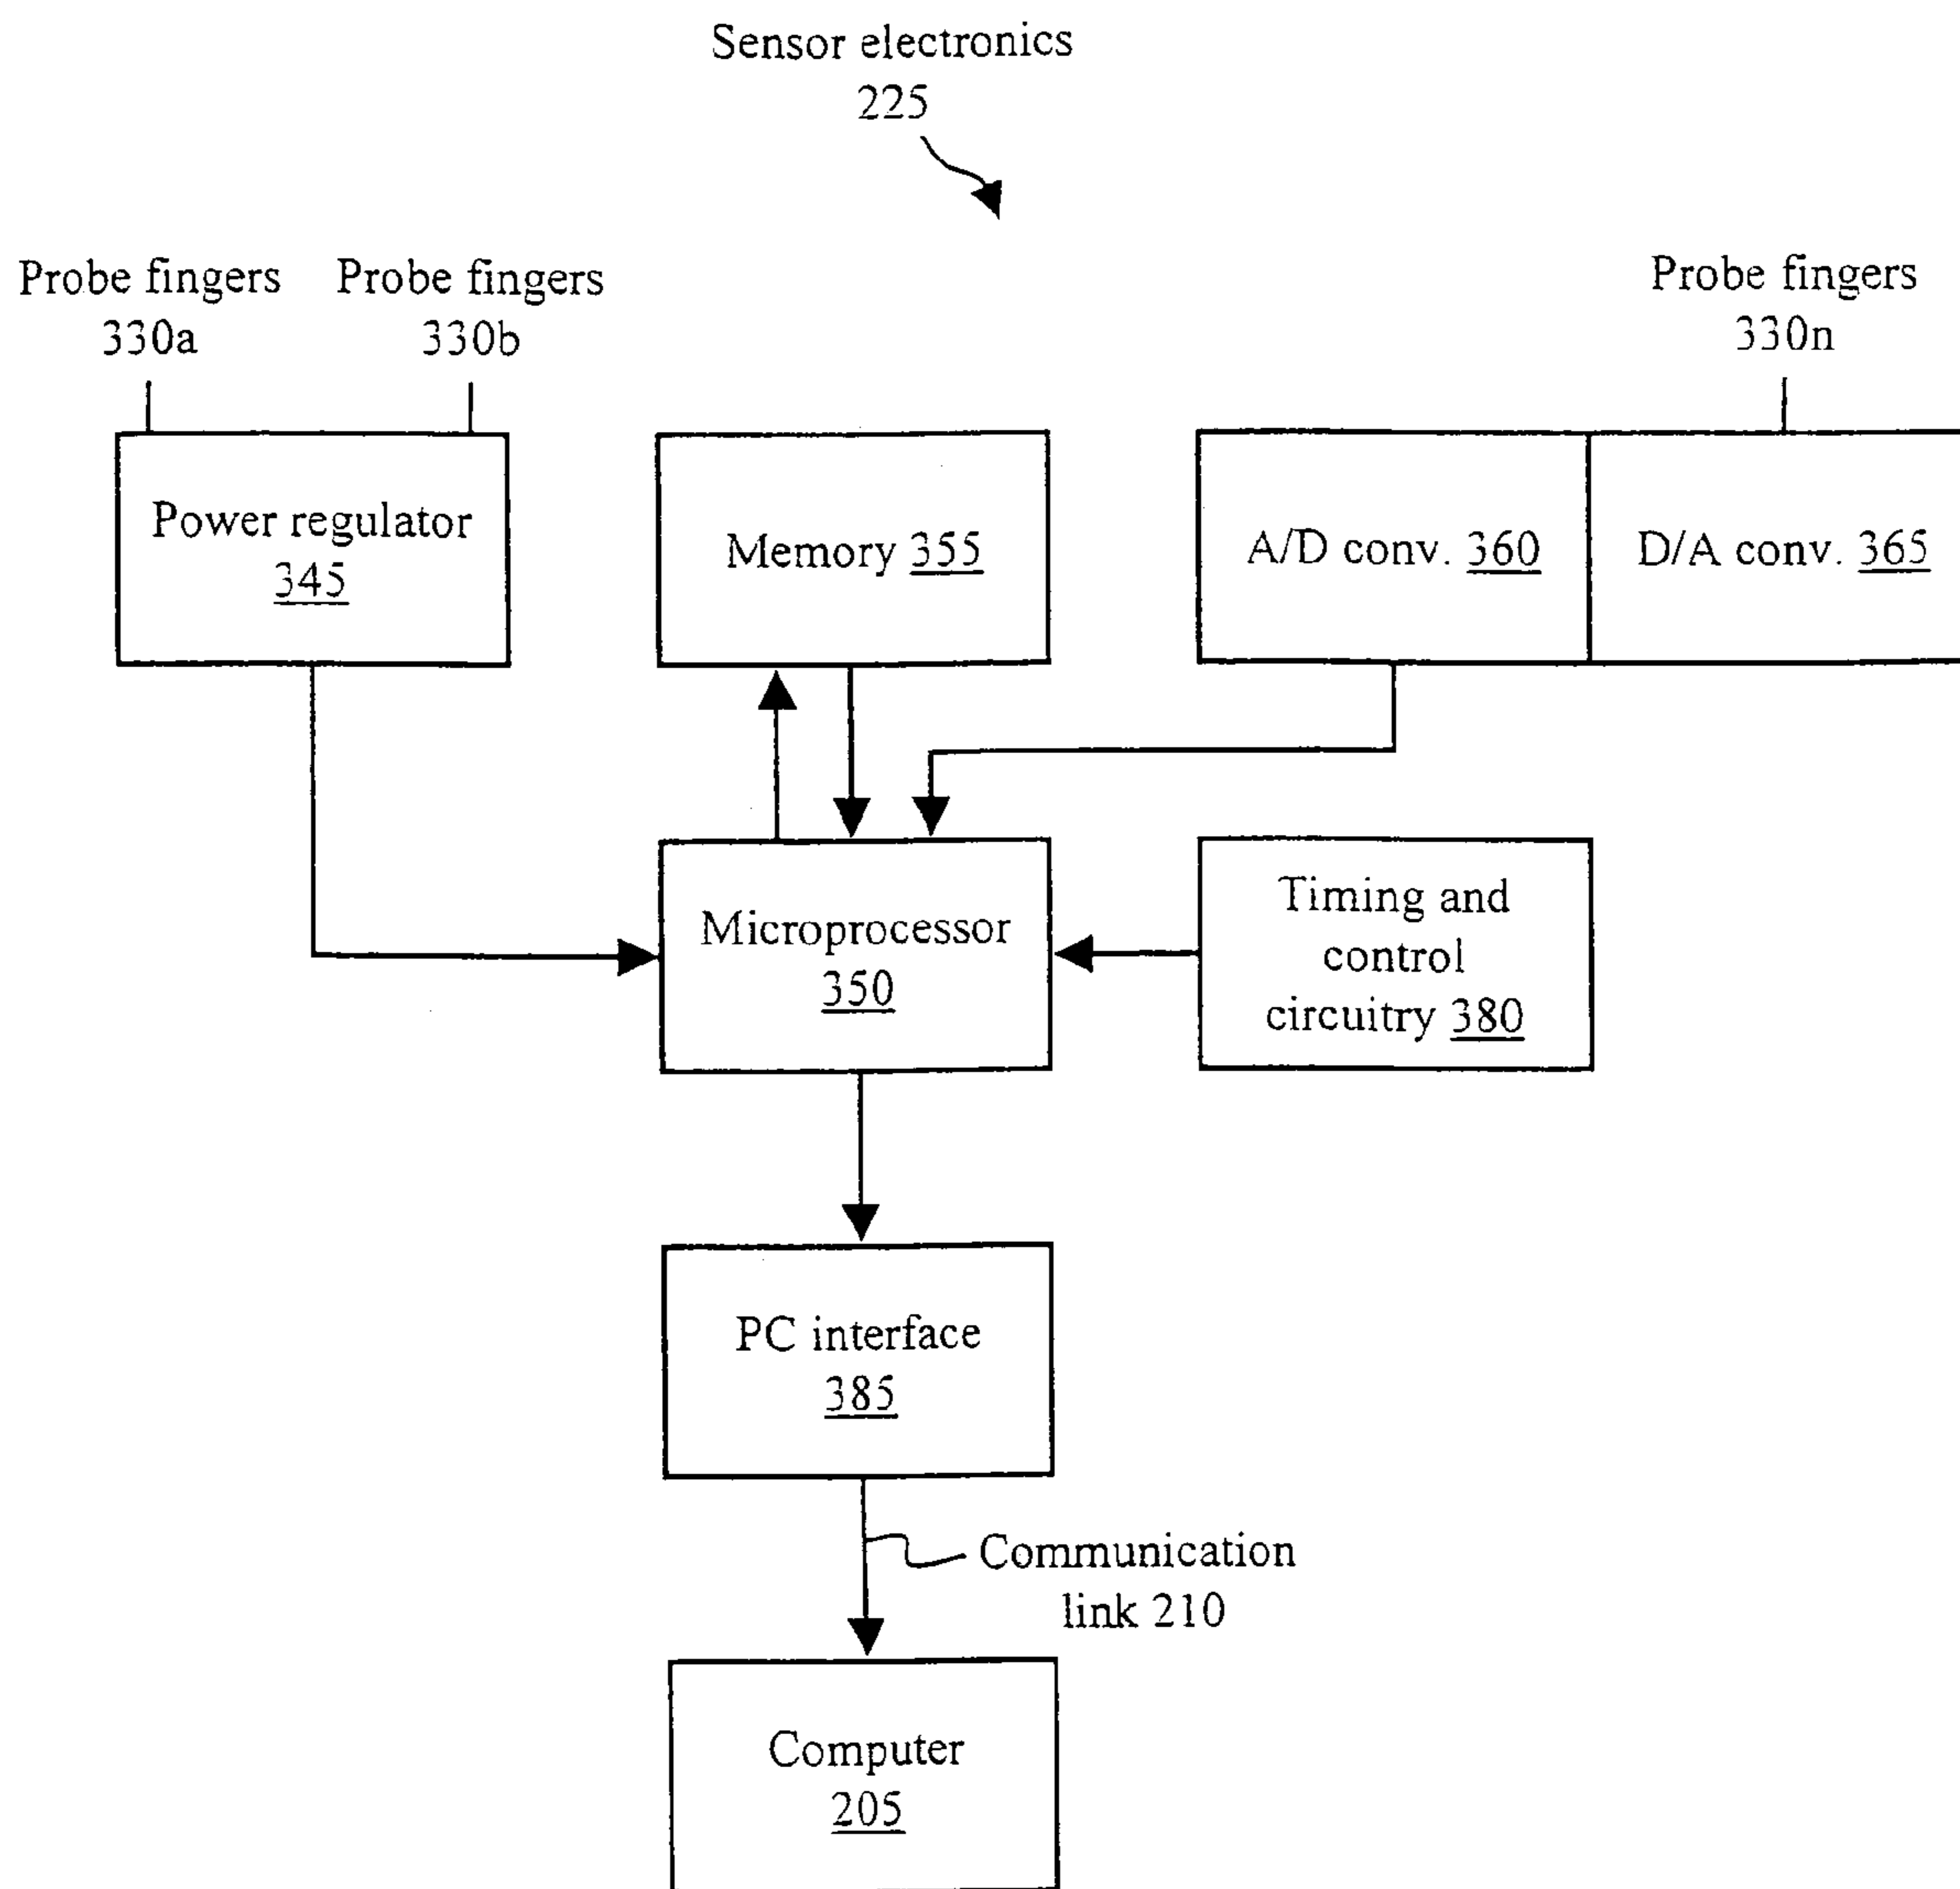 Sensor electronics
225
Probe fingers
330a
Probe fingers
330b
Probe fingers
330n
Power regulator
345
Memory 355
A/D conv. 360
D/A conv. 365
Microprocessor
350
Timing and
control
circuitry 380
PC interface
385
Communication
link 210
Computer
205